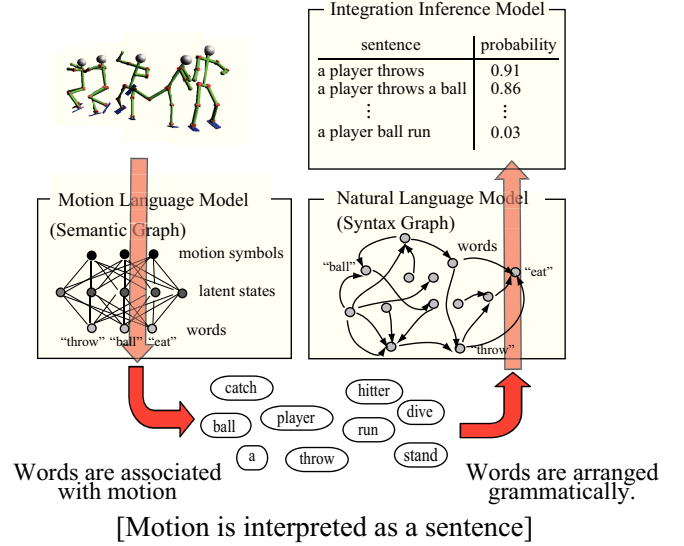 Integration Inference Model
sentence probability
a player throws 0.91
a player throws a ball 0.86
⋮ ⋮
a player ball run 0.03
Motion Language Model
(Semantic Graph)
motion symbols
latent states
words
“throw” “ball” “eat”
Natural Language Model
(Syntax Graph)
words
“ball”
“eat”
“throw”
catch
hitter
dive
player
ball
run
a
throw
stand
Words are associated
with motion
Words are arranged
grammatically.
[Motion is interpreted as a sentence]